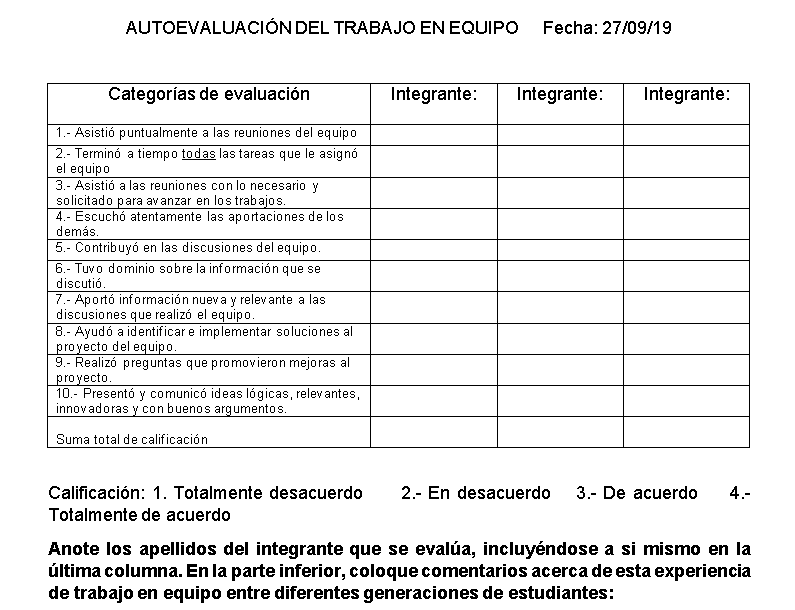 AUTOEVALUACIÓN DEL TRABAJO EN EQUIPO Fecha: 27/09/19
Categorías de evaluación Integrante: Integrante: Integrante:
1.- Asistió puntualmente a las reuniones del equipo
2.- Terminó a tiempo todas las tareas que le asignó
el equipo
3.- Asistió a las reuniones con lo necesario y
solicitado para avanzar en los trabajos.
4.- Escuchó atentamente las aportaciones de los
demás.
5.- Contribuyó en las discusiones del equipo.
6.- Tuvo dominio sobre la información que se
discutió.
7.- Aportó información nueva y relevante a las
discusiones que realizó el equipo.
8.- Ayudó a identificar e implementar soluciones al
proyecto del equipo.
9.- Realizó preguntas que promovieron mejoras al
proyecto.
10.- Presentó y comunicó ideas lógicas, relevantes,
innovadoras y con buenos argumentos.
Suma total de calificación
Calificación: 1. Totalmente desacuerdo 2.- En desacuerdo 3.- De acuerdo 4.-
Totalmente de acuerdo
Anote los apellidos del integrante que se evalúa, incluyéndose a si mismo en la
última columna. En la parte inferior, coloque comentarios acerca de esta experiencia
de trabajo en equipo entre diferentes generaciones de estudiantes: